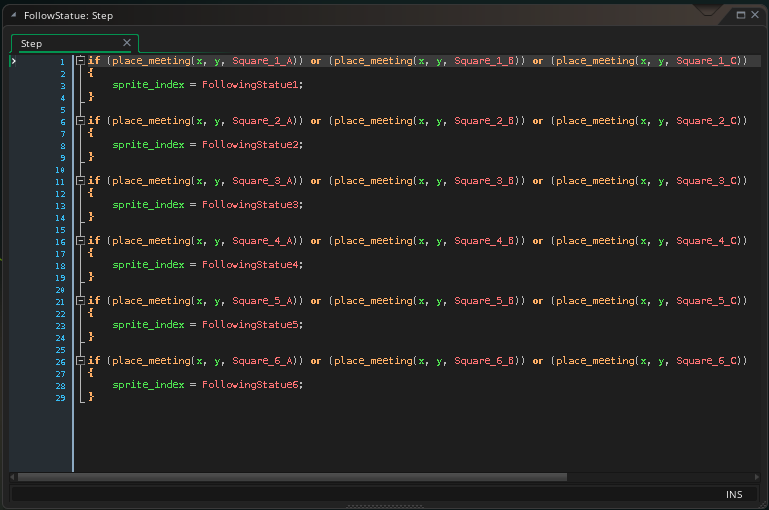 FollowStatue: Step
Step
1 if (place_meeting(x, y, Square_1_A)) or (place_meeting(x, y, Square_1_B)) or (place_meeting(x, y, Square_1_C))
2 {
3 sprite_index = FollowingStatue1;
4 }
5
6 if (place_meeting(x, y, Square_2_A)) or (place_meeting(x, y, Square_2_B)) or (place_meeting(x, y, Square_2_C))
7 {
8 sprite_index = FollowingStatue2;
9 }
10
11 if (place_meeting(x, y, Square_3_A)) or (place_meeting(x, y, Square_3_B)) or (place_meeting(x, y, Square_3_C))
12 {
13 sprite_index = FollowingStatue3;
14 }
15
16 if (place_meeting(x, y, Square_4_A)) or (place_meeting(x, y, Square_4_B)) or (place_meeting(x, y, Square_4_C))
17 {
18 sprite_index = FollowingStatue4;
19 }
20
21 if (place_meeting(x, y, Square_5_A)) or (place_meeting(x, y, Square_5_B)) or (place_meeting(x, y, Square_5_C))
22 {
23 sprite_index = FollowingStatue5;
24 }
25
26 if (place_meeting(x, y, Square_6_A)) or (place_meeting(x, y, Square_6_B)) or (place_meeting(x, y, Square_6_C))
27 {
28 sprite_index = FollowingStatue6;
29 }
INS